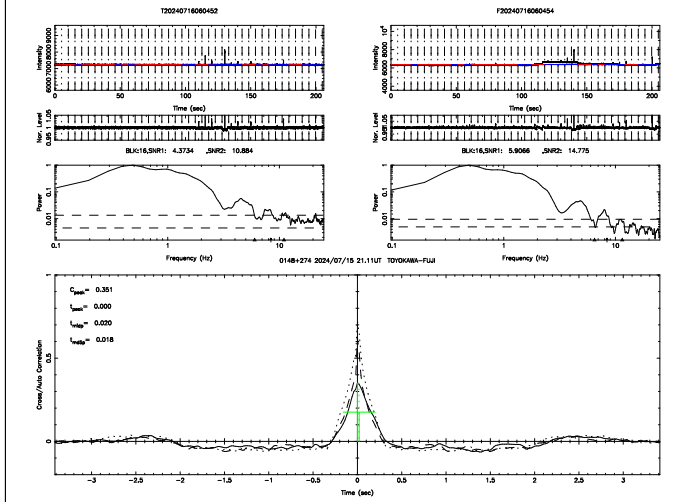 T20240716060452
F20240716060454
Intensity
6000 7000 8000 9000
Intensity
4000 6000 8000 10⁴
0 50 100 150 200
0 50 100 150 200
Time (sec)
Time (sec)
Nor. Level
0.95 1 1.05
Nor. Level
1 1.05
BLK:16,SNR1: 4.3734 ,SNR2: 10.884
BLK:16,SNR1: 5.9066 ,SNR2: 14.775
Power
0.01 0.1 1
Power
0.01 0.1 1
0.1 1 10
0.1 1 10
Frequency (Hz)
Frequency (Hz)
0148+274 2024/07/15 21.11UT TOYOKAWA-FUJI
Cpeak= 0.351
tpeak= 0.000
tmidp= 0.020
Cross/Auto Correlation
0 0.5 1
-3 -2.5 -2 -1.5 -1 -0.5 0 0.5 1 1.5 2 2.5 3
Time (sec)